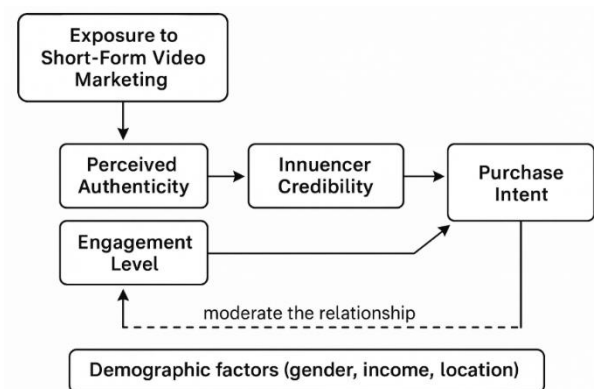 Exposure to
Short-Form Video
Marketing
Perceived
Authenticity
Innuencer
Credibility
Purchase
Intent
Engagement
Level
moderate the relationship
Demographic factors (gender, income, location)